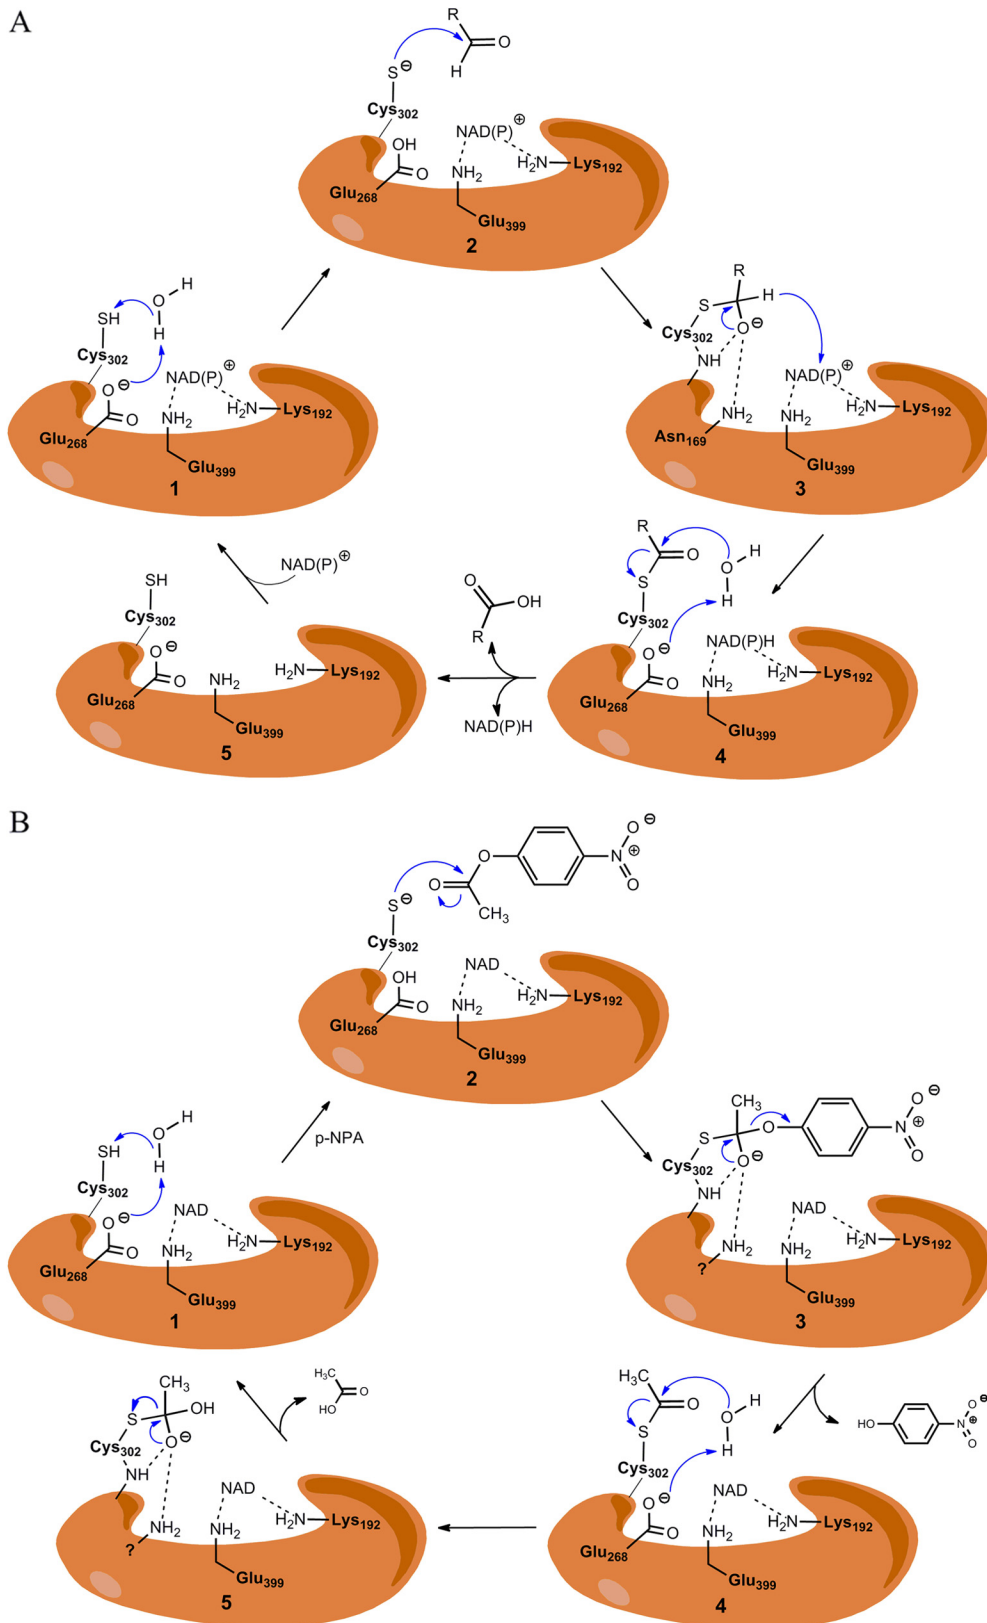 A
R
S⊖
O
H
Cys302
NAD(P)⊕
OH
O
NH2
H2N
Lys192
Glu268
Glu399
2
H
O
SH
H
Cys302
NAD(P)⊕
O⊖
O
NH2
H2N
Lys192
Glu268
Glu399
1
R
S
H
O⊖
Cys302
NH
NAD(P)⊕
NH2
NH2
H2N
Lys192
Asn169
Glu399
3
NAD(P)⊕
SH
Cys302
O⊖
O
NH2
H2N
Lys192
Glu268
Glu399
5
O
OH
R
NAD(P)H
R
O
H
S
O
H
Cys302
NAD(P)H
O⊖
O
NH2
H2N
Lys192
Glu268
Glu399
4
B
O⊖
O
N⊕
O
O
S⊖
CH3
Cys302
NAD
OH
O
NH2
H2N
Lys192
Glu268
Glu399
2
p-NPA
H
O
SH
H
Cys302
NAD
O⊖
O
NH2
H2N
Lys192
Glu268
Glu399
1
CH3
O⊖
S
O
N⊕
O
O⊖
Cys302
NH
NAD
NH2
NH2
H2N
Lys192
?
Glu399
3
CH3
S
OH
O⊖
Cys302
NH
NAD
NH2
NH2
H2N
Lys192
?
Glu399
5
H3C
O
HO
H3C
O
H
S
O
H
Cys302
NAD
O⊖
O
NH2
H2N
Lys192
Glu268
Glu399
4
O⊖
HO
N⊕
O